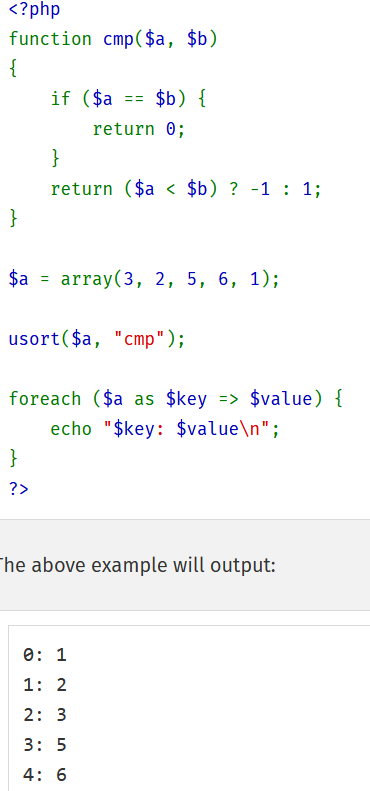 <?php
function cmp($a, $b)
{
    if ($a == $b) {
        return 0;
    }
    return ($a < $b) ? -1 : 1;
}

$a = array(3, 2, 5, 6, 1);

usort($a, "cmp");

foreach ($a as $key => $value) {
    echo "$key: $value\n";
}
?>
The above example will output:
0: 1
1: 2
2: 3
3: 5
4: 6